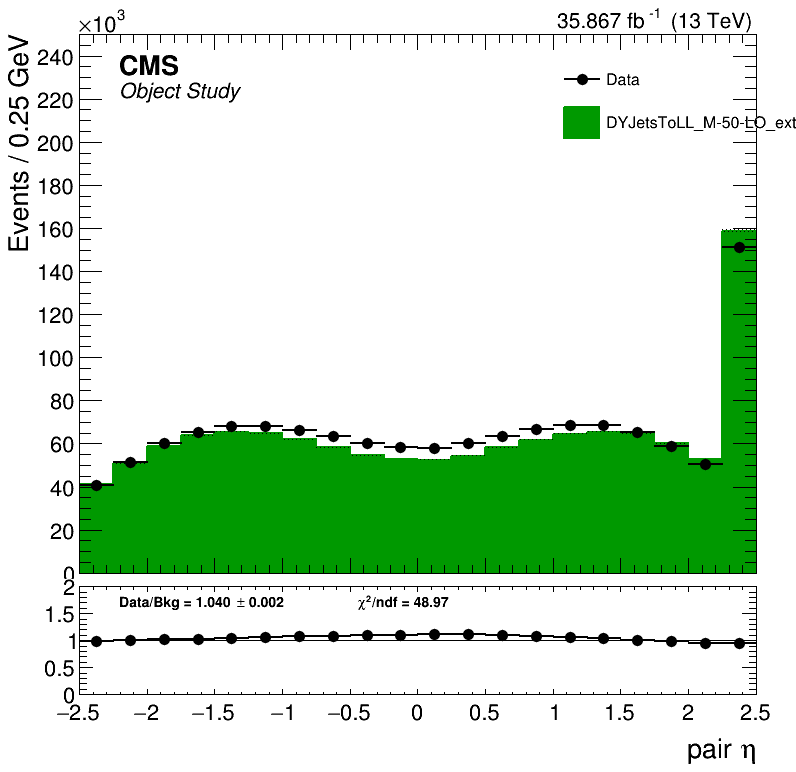 ×10³
35.867 fb⁻¹ (13 TeV)
CMS
Object Study
Data
DYJetsToLL_M-50-LO_ext
Events / 0.25 GeV
240
220
200
180
160
140
120
100
80
60
40
20
0
Data/Bkg = 1.040 ± 0.002
χ²/ndf = 48.97
2
1.5
1
0.5
0
−2.5 −2 −1.5 −1 −0.5 0 0.5 1 1.5 2 2.5
pair η